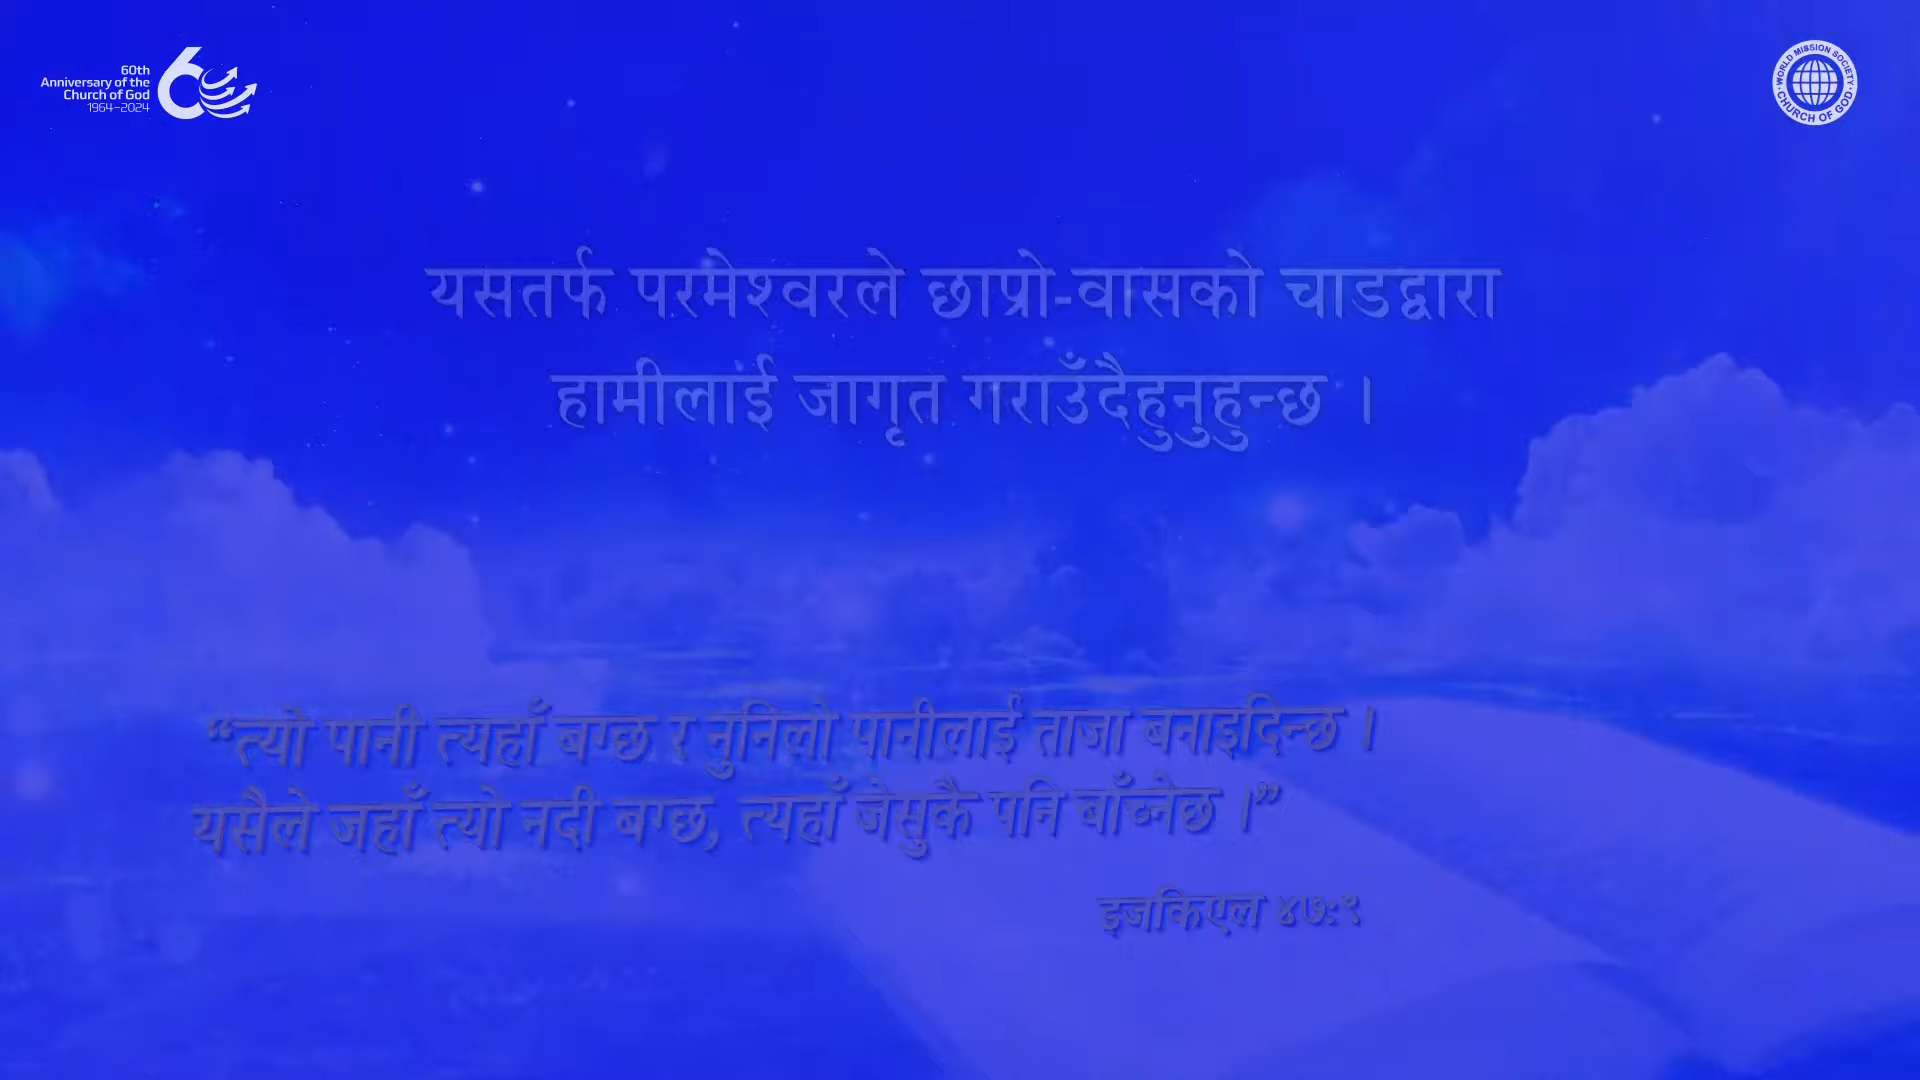 60th
Anniversary of the
Church of God
1964–2024
WORLD MISSION SOCIETY
CHURCH OF GOD
यसतर्फ परमेश्वरले छाप्रो-वासको चाडद्वारा
हामीलाई जागृत गराउँदैहुनुहुन्छ ।
“त्यो पानी त्यहाँ बग्छ र नुनिलो पानीलाई ताजा बनाइदिन्छ ।
यसैले जहाँ त्यो नदी बग्छ, त्यहाँ जेसुकै पनि बाँच्नेछ ।”
इजकिएल ४७:९